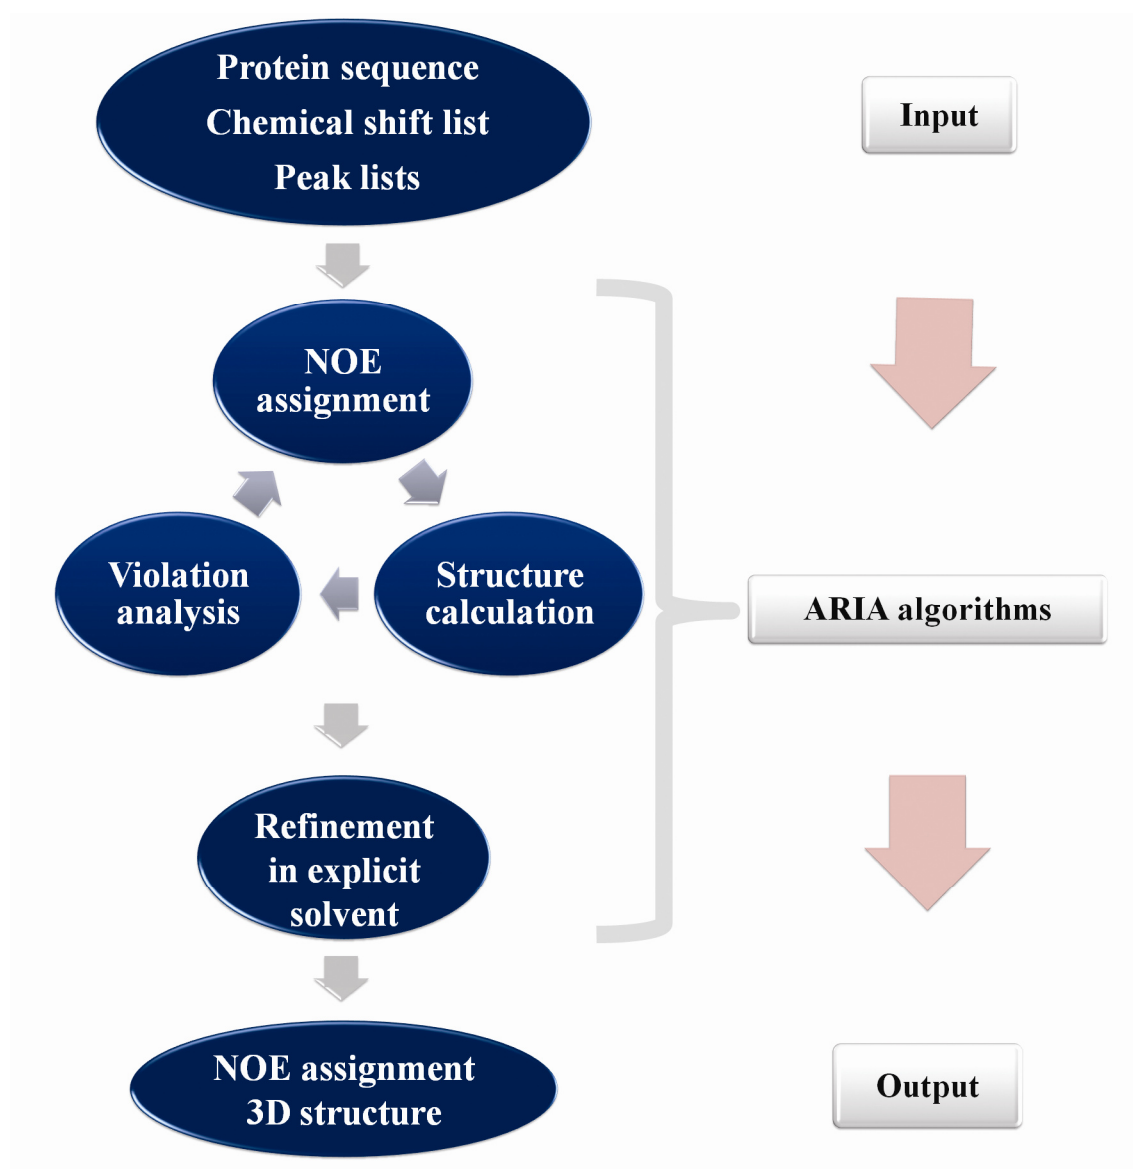 Protein sequence
Chemical shift list
Peak lists
Input
NOE
assignment
Violation
analysis
Structure
calculation
ARIA algorithms
Refinement
in explicit
solvent
NOE assignment
3D structure
Output